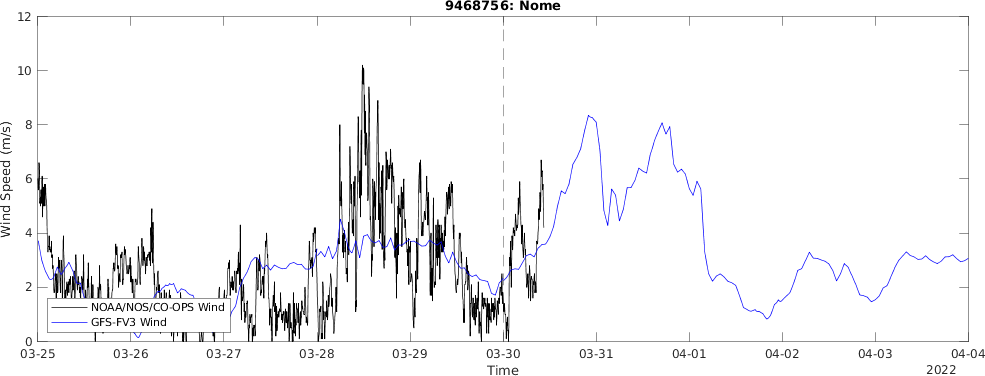 9468756: Nome
Wind Speed (m/s)
12
10
8
6
4
2
0
NOAA/NOS/CO-OPS Wind
GFS-FV3 Wind
03-25 03-26 03-27 03-28 03-29 03-30 03-31 04-01 04-02 04-03 04-04
Time
2022